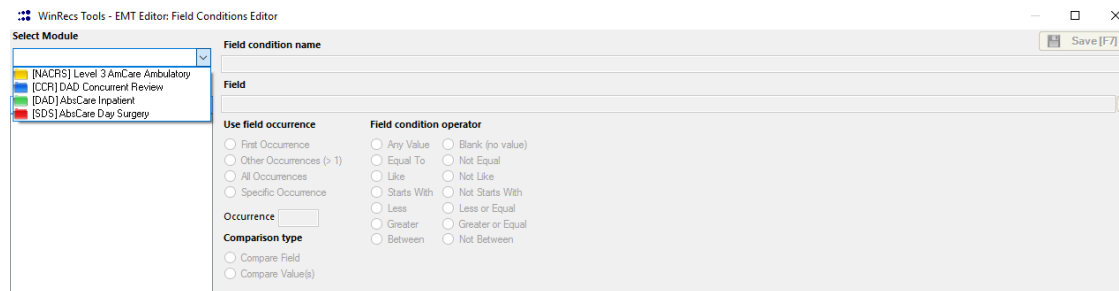 WinRecs Tools - EMT Editor: Field Conditions Editor
Select Module
Field condition name
Save [F7]
[NACRS] Level 3 AmCare Ambulatory
[CCR] DAD Concurrent Review
[DAD] AbsCare Inpatient
[SDS] AbsCare Day Surgery
Field
Use field occurrence
First Occurrence
Other Occurrences (> 1)
All Occurrences
Specific Occurrence
Occurrence
Comparison type
Compare Field
Compare Value(s)
Field condition operator
Any Value Blank (no value)
Equal To Not Equal
Like Not Like
Starts With Not Starts With
Less Less or Equal
Greater Greater or Equal
Between Not Between